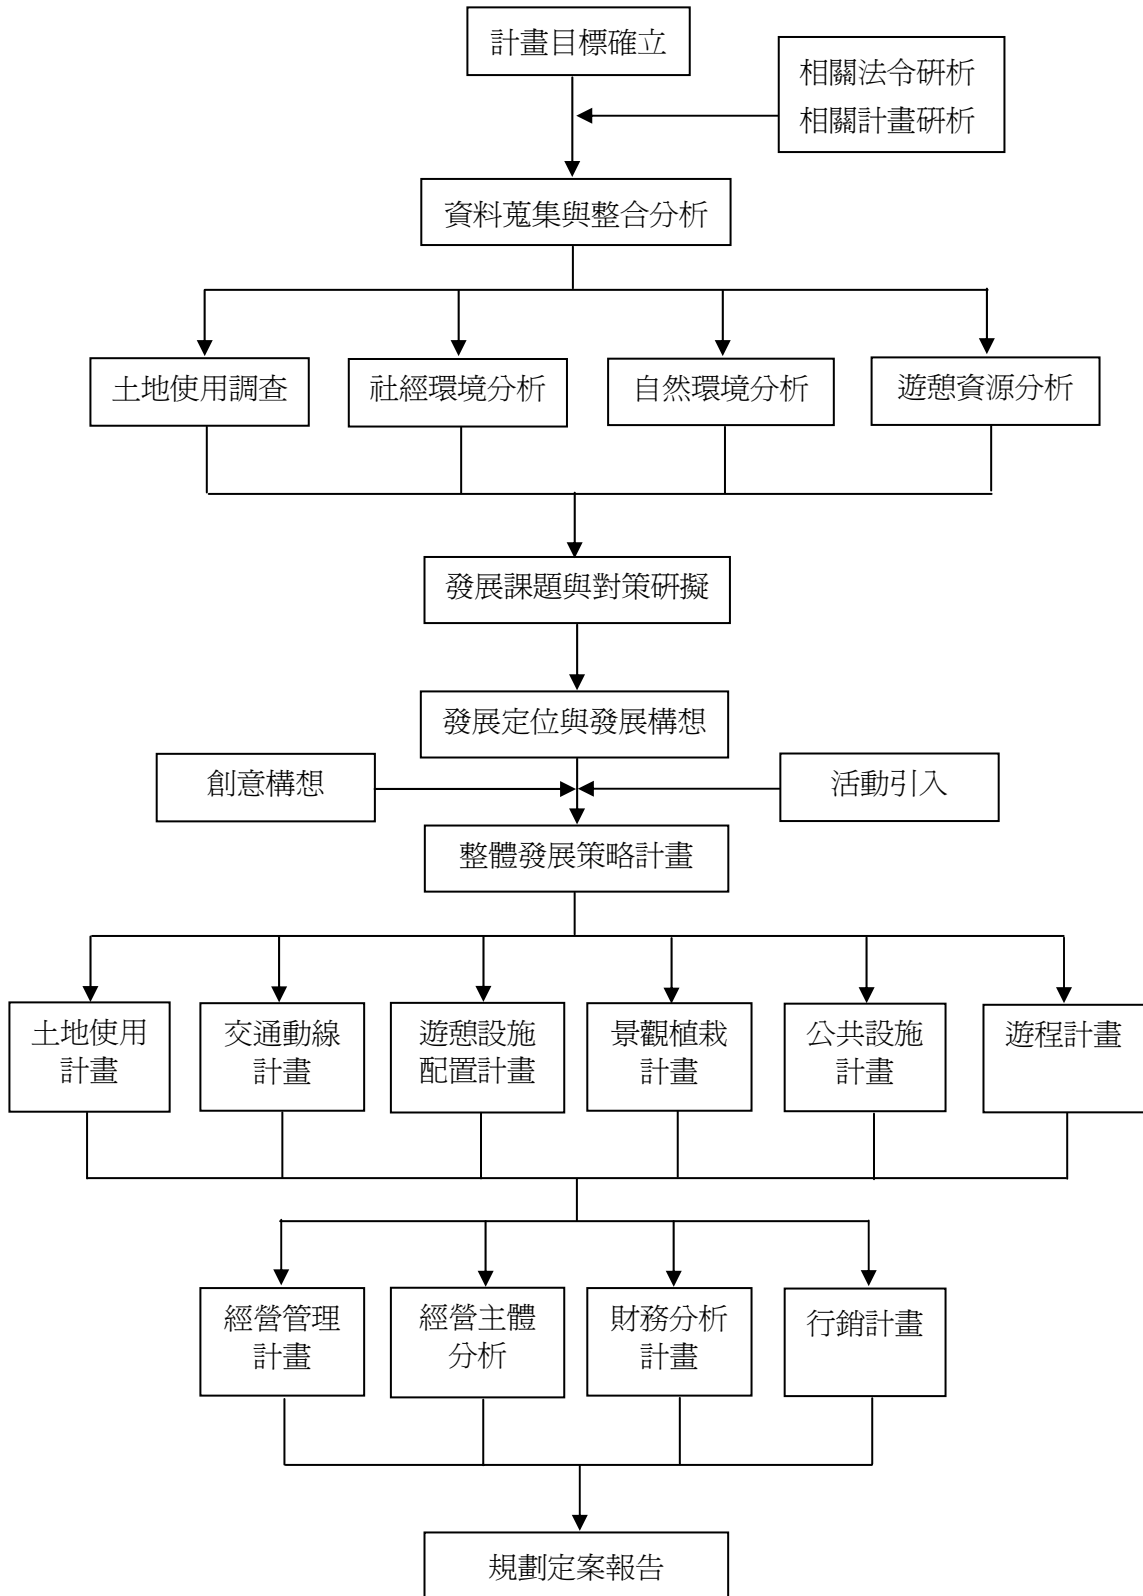 計畫目標確立
相關法令研析
相關計畫研析
資料蒐集與整合分析
土地使用調查
社經環境分析
自然環境分析
遊憩資源分析
發展課題與對策研擬
發展定位與發展構想
創意構想
活動引入
整體發展策略計畫
土地使用
計畫
交通動線
計畫
遊憩設施
配置計畫
景觀植栽
計畫
公共設施
計畫
遊程計畫
經營管理
計畫
經營主體
分析
財務分析
計畫
行銷計畫
規劃定案報告